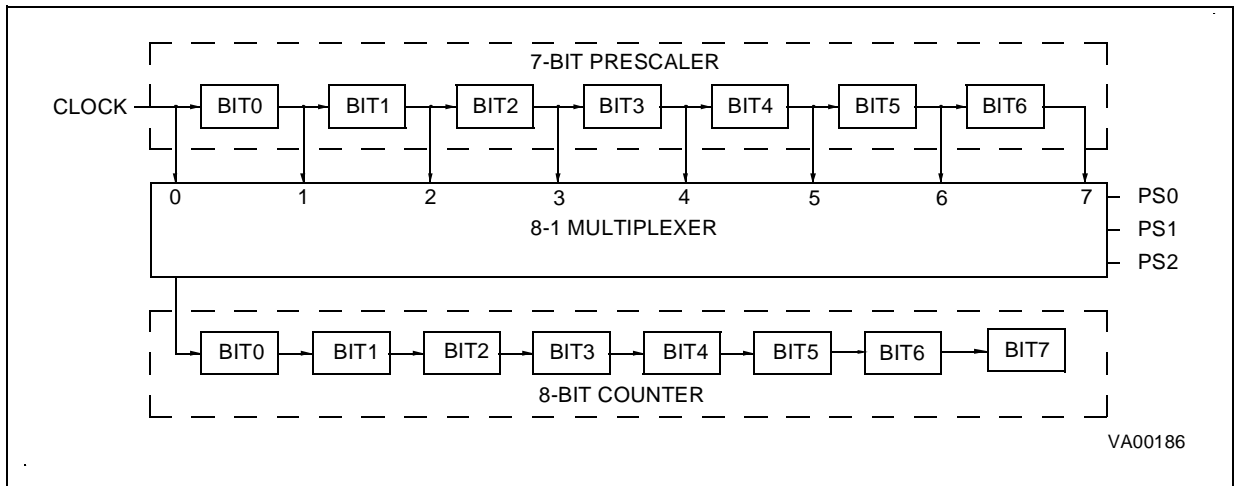 7-BIT PRESCALER
CLOCK BIT0 BIT1 BIT2 BIT3 BIT4 BIT5 BIT6
0 1 2 3 4 5 6 7 PS0
8-1 MULTIPLEXER PS1
PS2
BIT0 BIT1 BIT2 BIT3 BIT4 BIT5 BIT6 BIT7
8-BIT COUNTER
VA00186